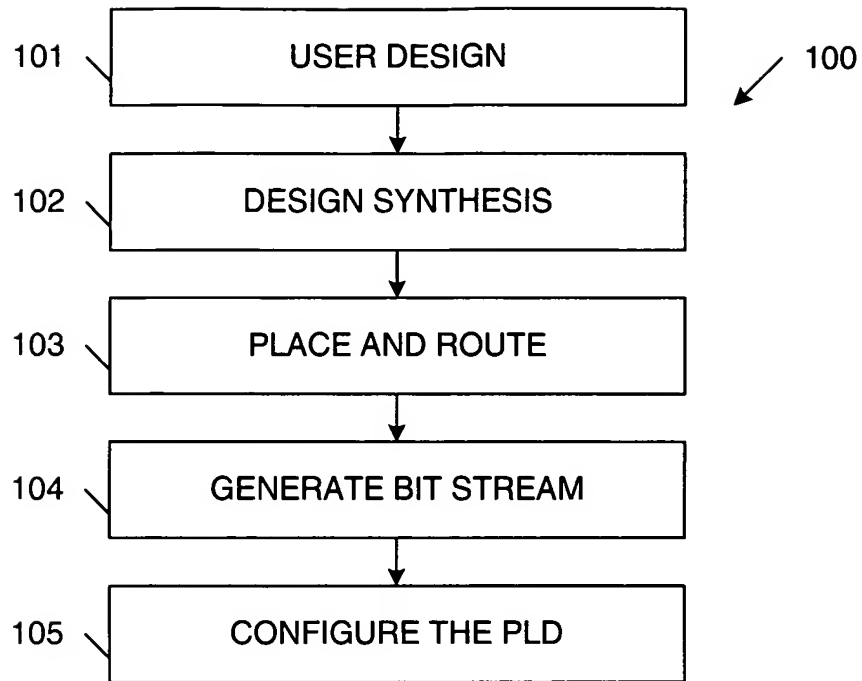 101 USER DESIGN 100
102 DESIGN SYNTHESIS
103 PLACE AND ROUTE
104 GENERATE BIT STREAM
105 CONFIGURE THE PLD